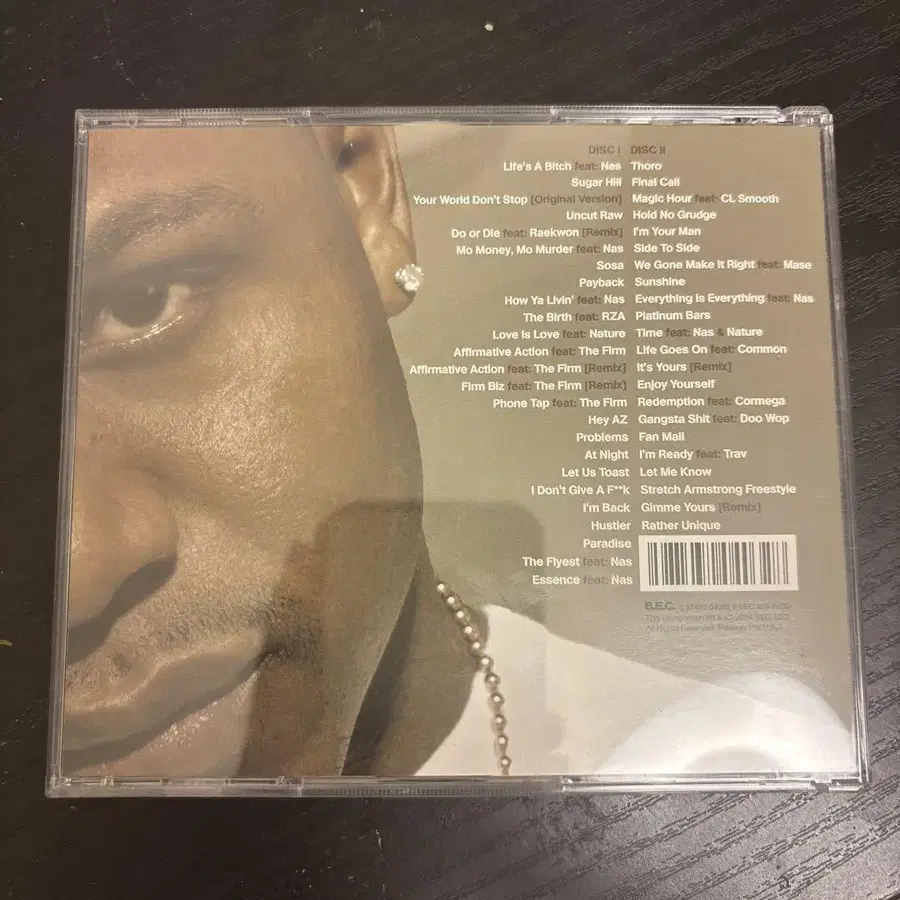 DISC I
Life's A Bitch feat: Nas
Sugar Hill
Your World Don't Stop [Original Version]
Uncut Raw
Do or Die feat: Raekwon [Remix]
Mo Money, Mo Murder feat: Nas
Sosa
Payback
How Ya Livin' feat: Nas
The Birth feat: RZA
Love Is Love feat: Nature
Affirmative Action feat: The Firm
Affirmative Action feat: The Firm [Remix]
Firm Biz feat: The Firm [Remix]
Phone Tap feat: The Firm
Hey AZ
Problems
At Night
Let Us Toast
I Don't Give A F**k
I'm Back
Hustler
Paradise
The Flyest feat: Nas
Essence feat: Nas
DISC II
Thoro
Final Call
Magic Hour feat: CL Smooth
Hold No Grudge
I'm Your Man
Side To Side
We Gone Make It Right feat: Mase
Sunshine
Everything Is Everything feat: Nas
Platinum Bars
Time feat: Nas & Nature
Life Goes On feat: Common
It's Yours [Remix]
Enjoy Yourself
Redemption feat: Cormega
Gangsta Shit feat: Doo Wop
Fan Mail
I'm Ready feat: Trav
Let Me Know
Stretch Armstrong Freestyle
Gimme Yours [Remix]
Rather Unique
B.E.C.
This Compilation
All Rights Reserved